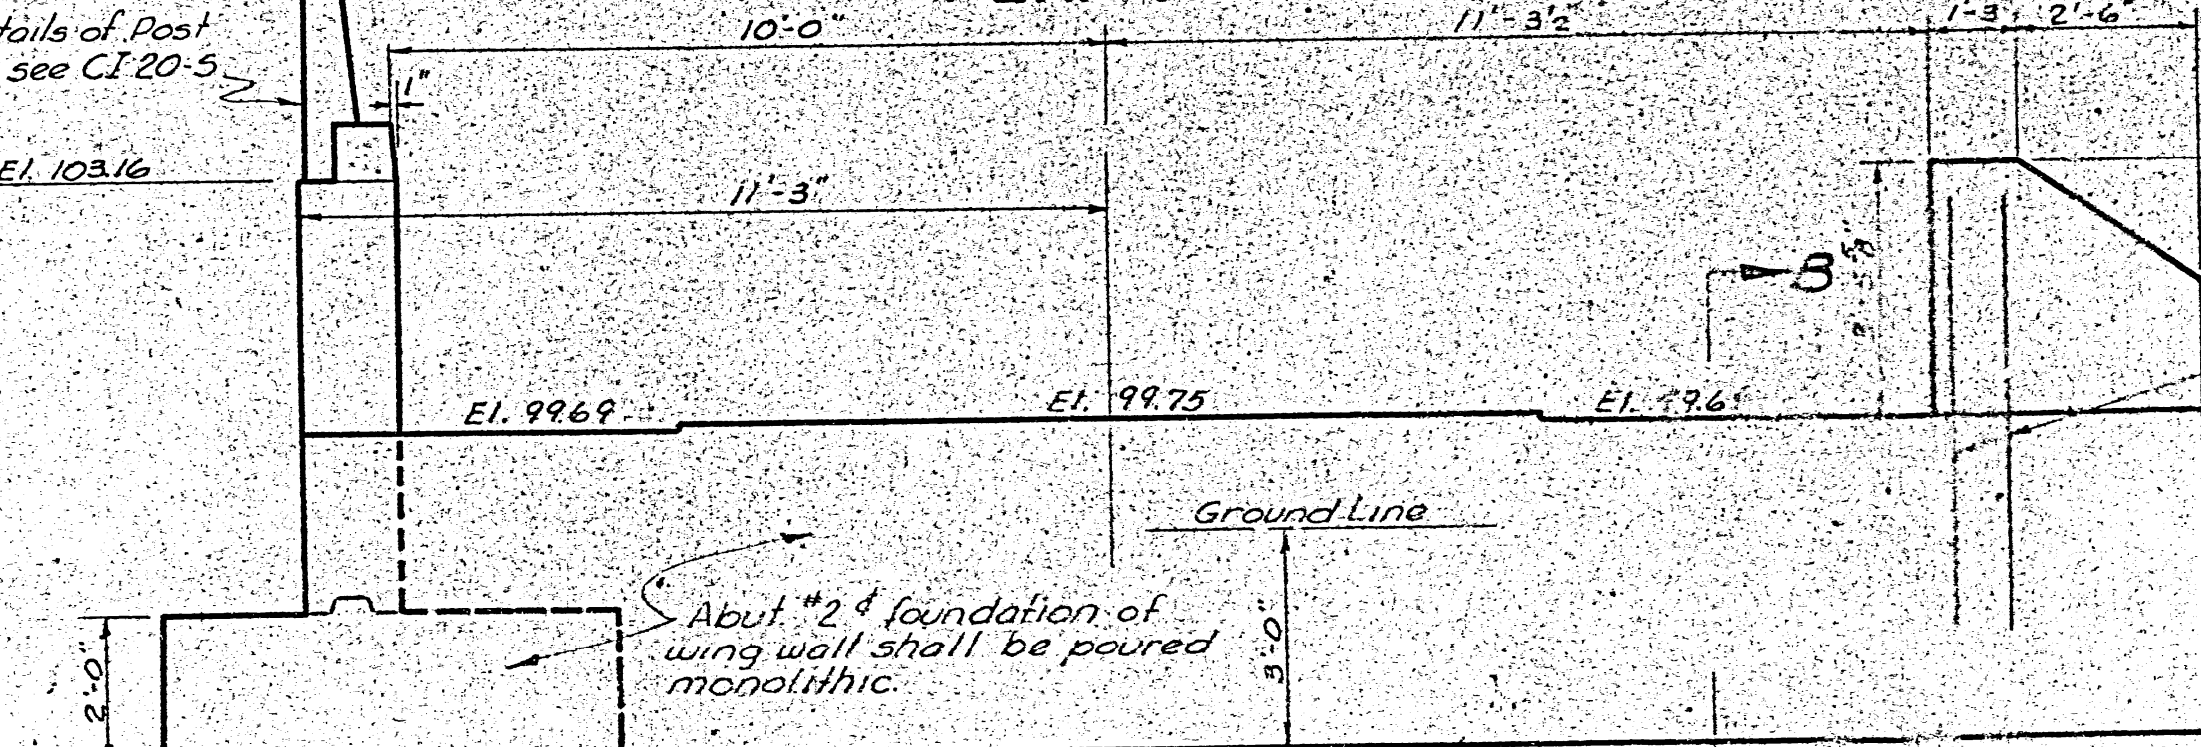 tails of Post
see CI 20-S
10'-0"
11'-3½"
1'-3
2'-6"
1"
El. 103.16
11'-3"
B
El. 99.69
El. 99.75
El.
Ground Line
Abut #2 & foundation of
wing wall shall be poured
monolithic.
2'-0"
3'-0"